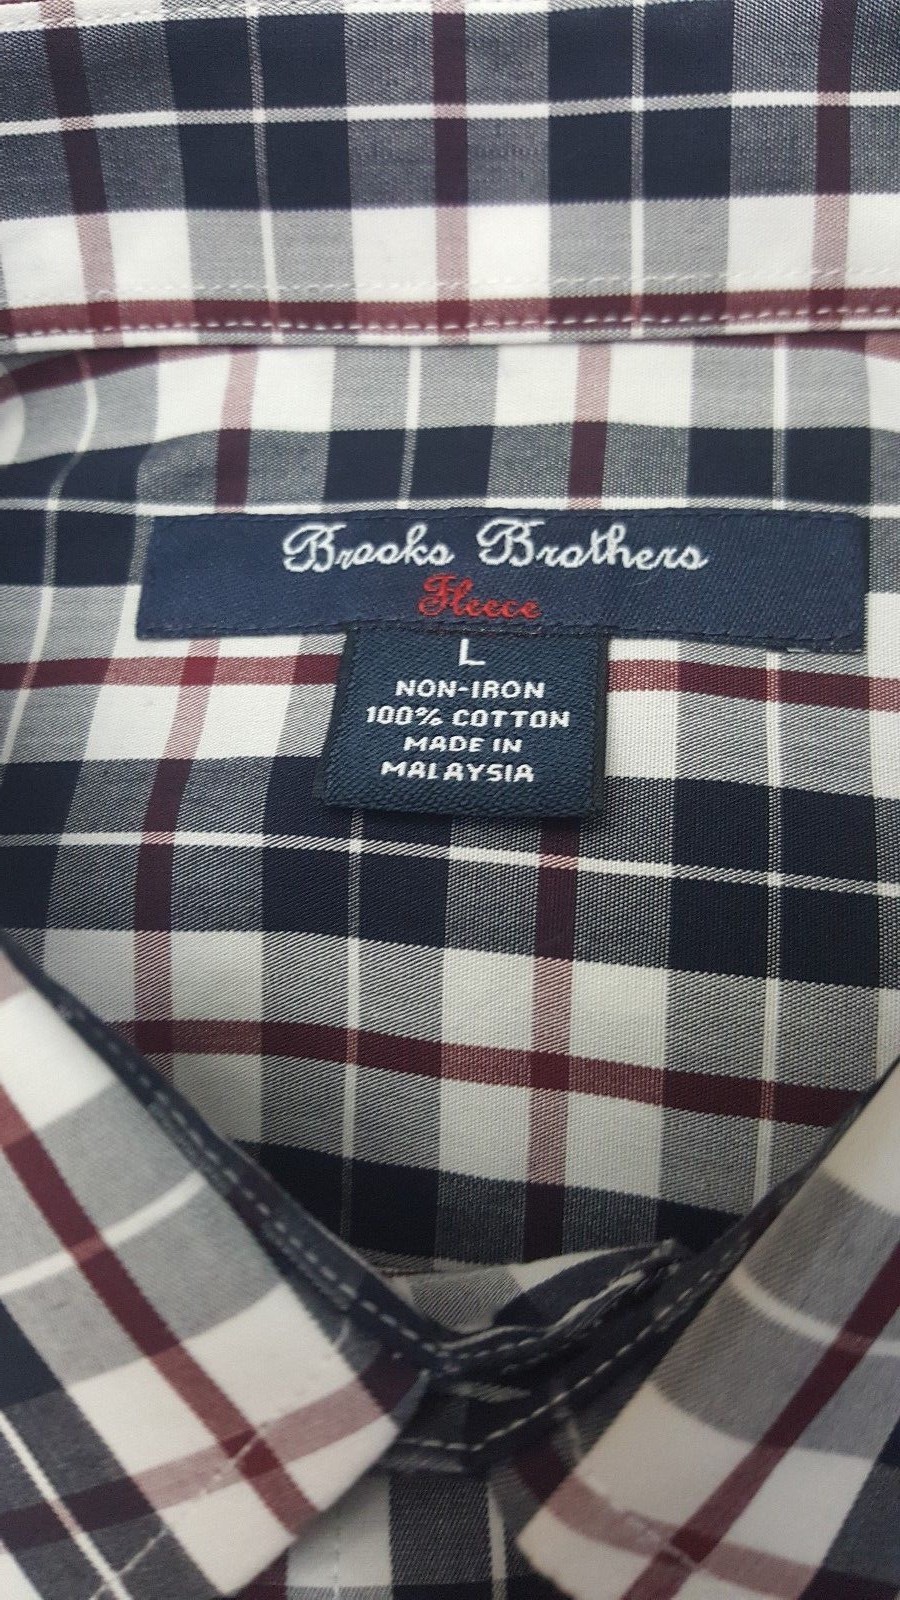 Brooks Brothers
Fleece
L
NON-IRON
100% COTTON
MADE IN
MALAYSIA